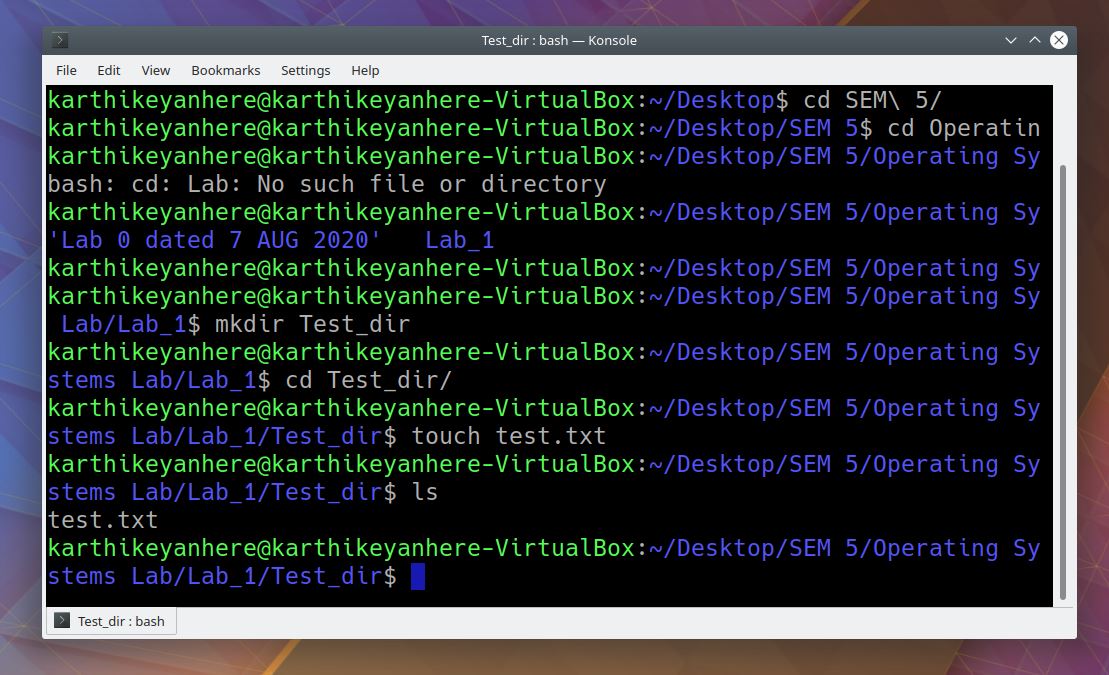 Test_dir : bash — Konsole
File Edit View Bookmarks Settings Help
karthikeyanhere@karthikeyanhere-VirtualBox:~/Desktop$ cd SEM\ 5/
karthikeyanhere@karthikeyanhere-VirtualBox:~/Desktop/SEM 5$ cd Operatin
karthikeyanhere@karthikeyanhere-VirtualBox:~/Desktop/SEM 5/Operating Sy
bash: cd: Lab: No such file or directory
karthikeyanhere@karthikeyanhere-VirtualBox:~/Desktop/SEM 5/Operating Sy
'Lab 0 dated 7 AUG 2020'   Lab_1
karthikeyanhere@karthikeyanhere-VirtualBox:~/Desktop/SEM 5/Operating Sy
karthikeyanhere@karthikeyanhere-VirtualBox:~/Desktop/SEM 5/Operating Sy
 Lab/Lab_1$ mkdir Test_dir
karthikeyanhere@karthikeyanhere-VirtualBox:~/Desktop/SEM 5/Operating Sy
stems Lab/Lab_1$ cd Test_dir/
karthikeyanhere@karthikeyanhere-VirtualBox:~/Desktop/SEM 5/Operating Sy
stems Lab/Lab_1/Test_dir$ touch test.txt
karthikeyanhere@karthikeyanhere-VirtualBox:~/Desktop/SEM 5/Operating Sy
stems Lab/Lab_1/Test_dir$ ls
test.txt
karthikeyanhere@karthikeyanhere-VirtualBox:~/Desktop/SEM 5/Operating Sy
stems Lab/Lab_1/Test_dir$
Test_dir : bash